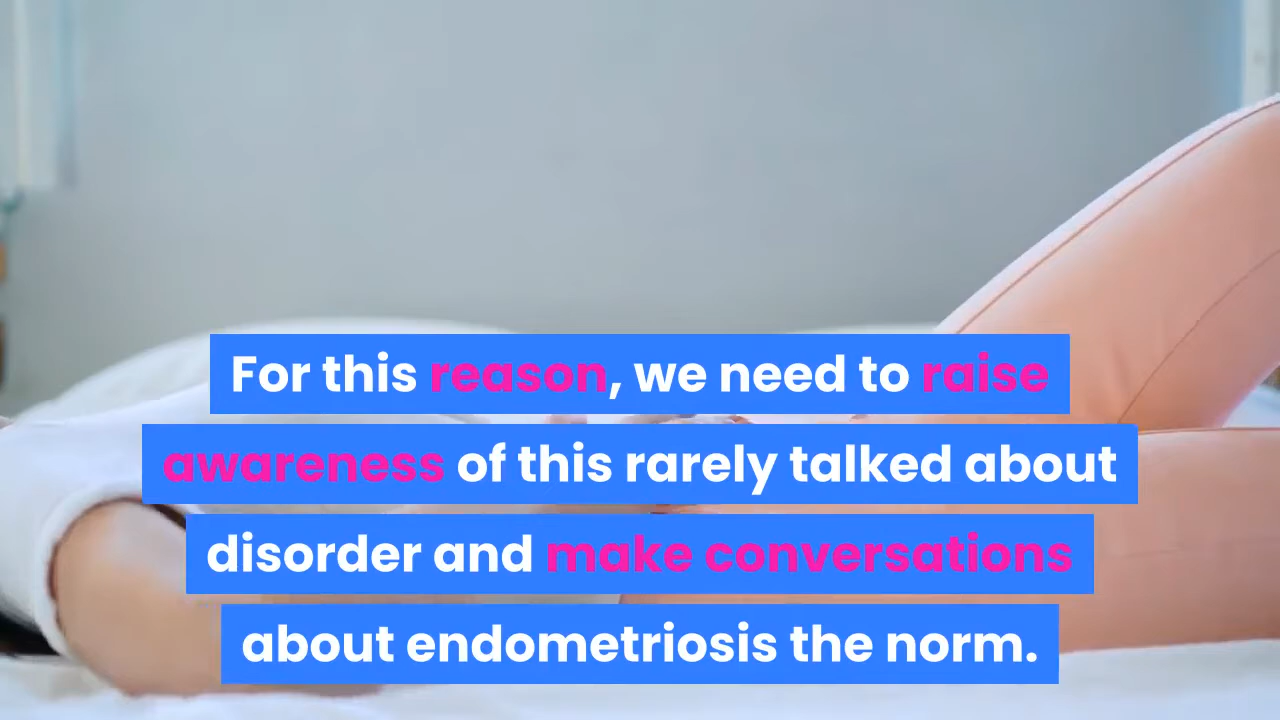 For this reason, we need to raise
awareness of this rarely talked about
disorder and make conversations
about endometriosis the norm.